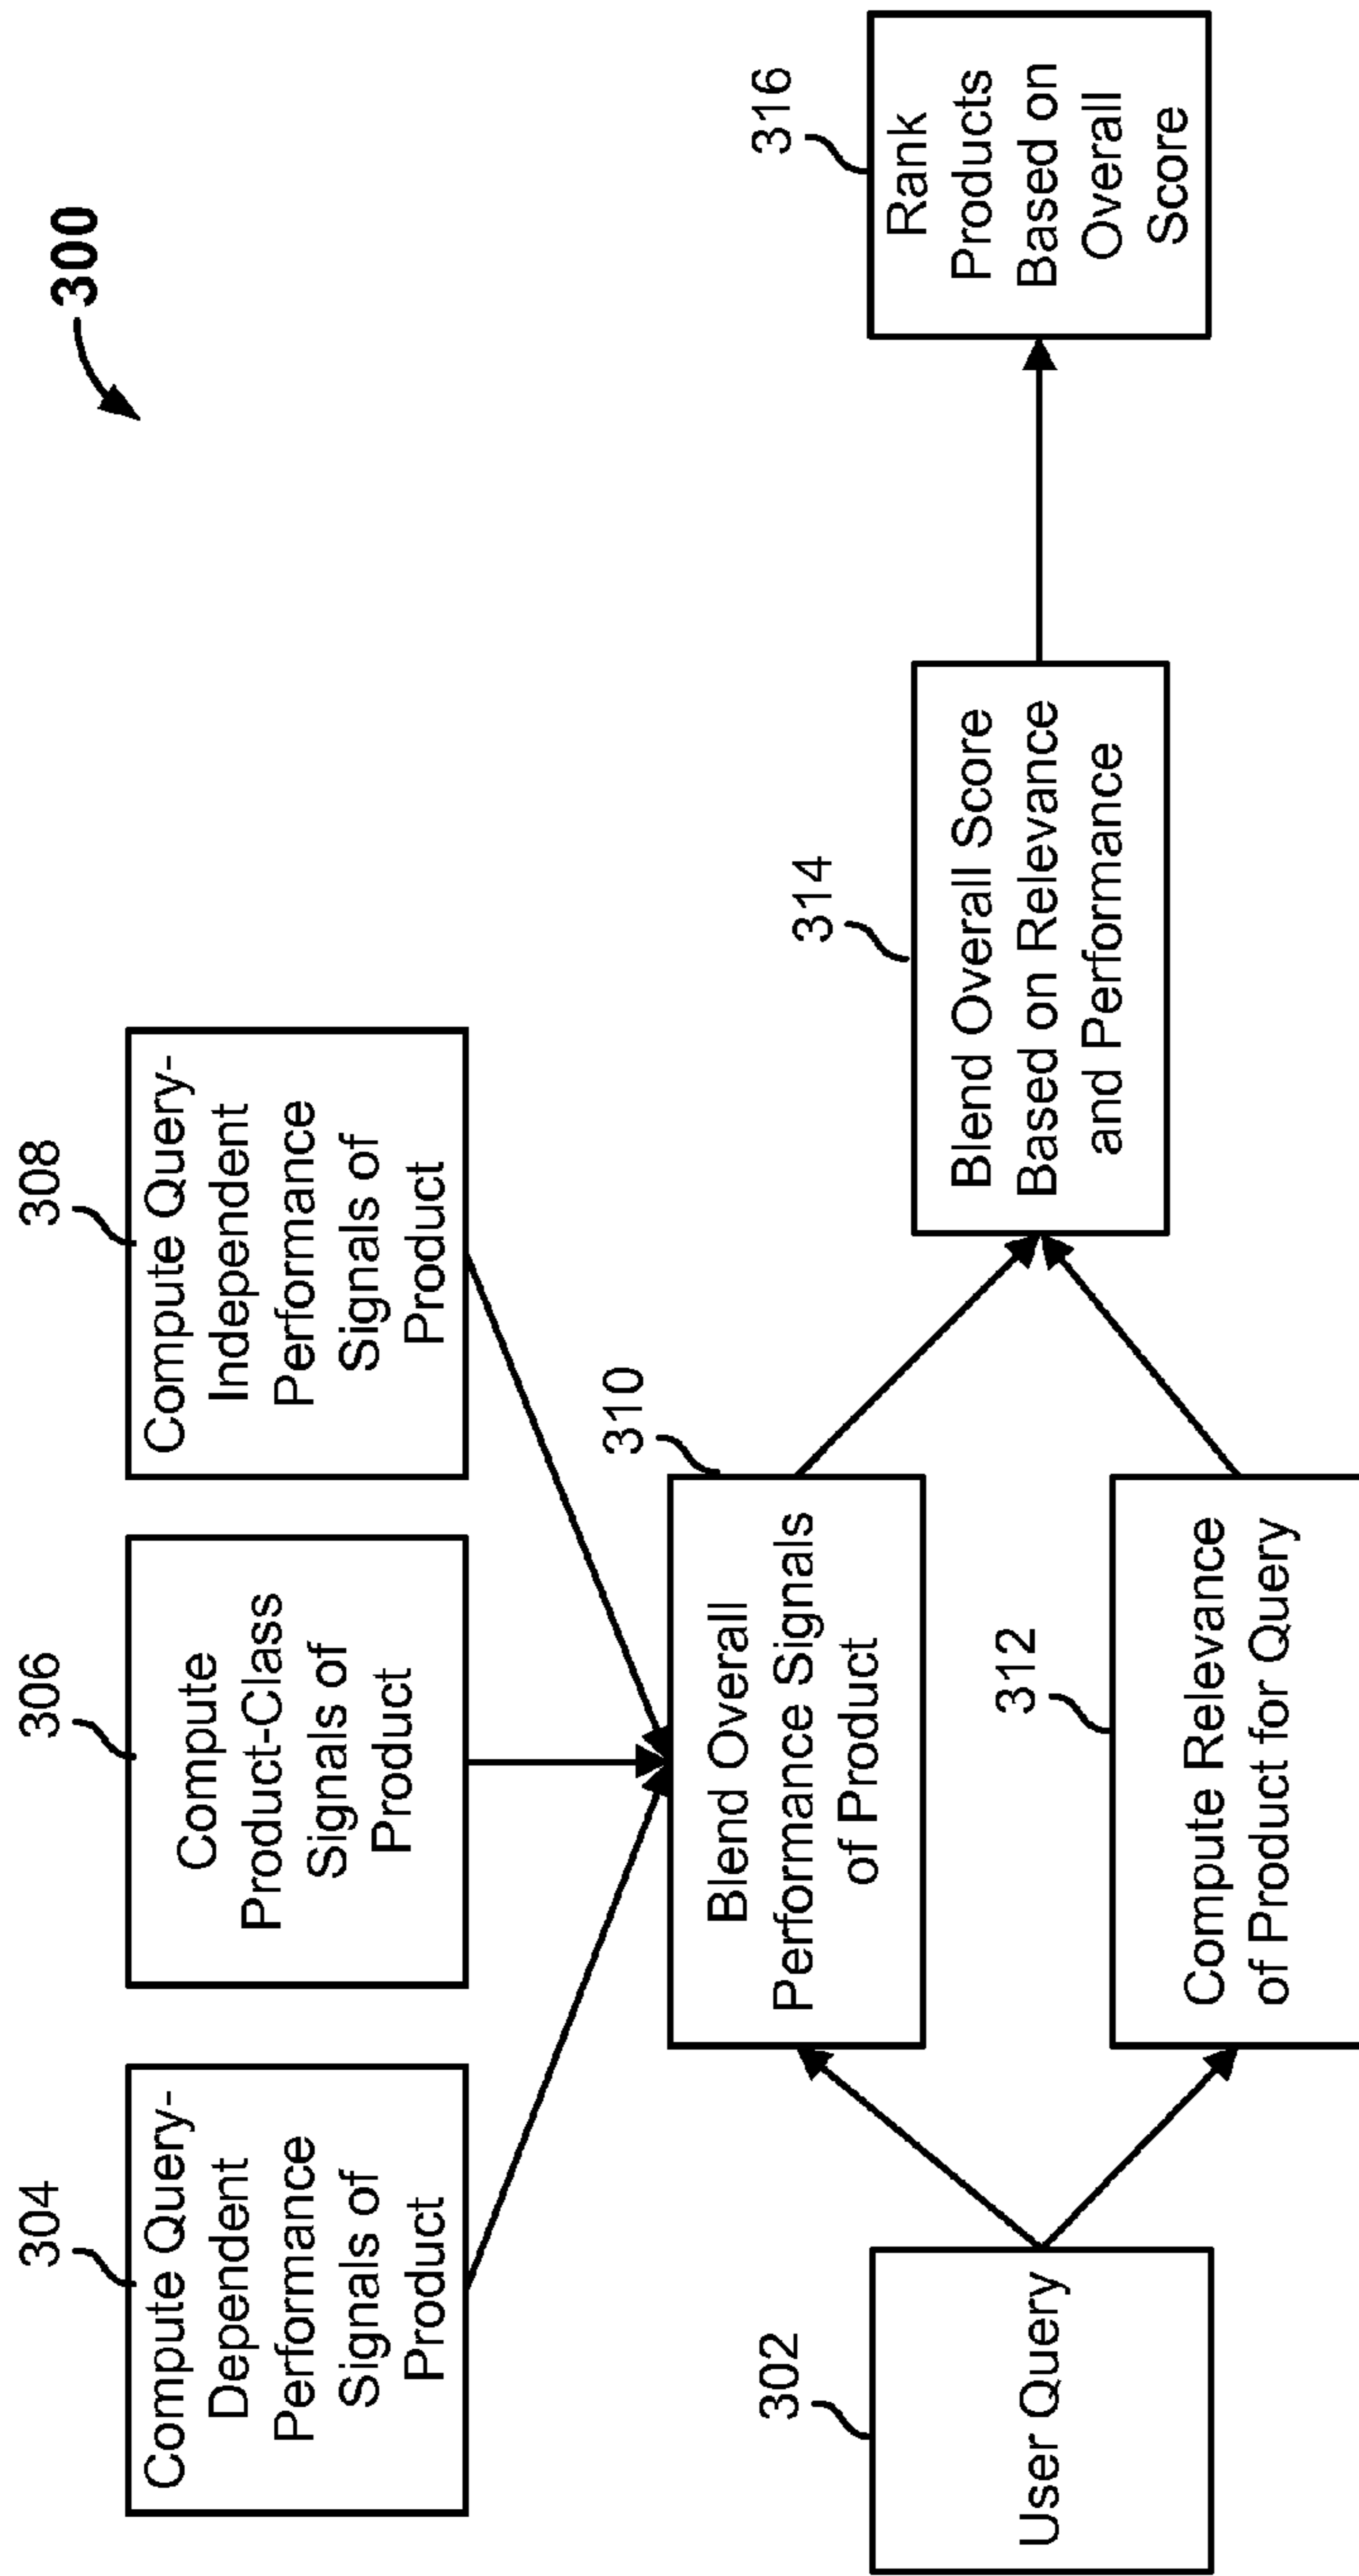 300
304
Compute Query-
Dependent
Performance
Signals of
Product
306
Compute
Product-Class
Signals of
Product
308
Compute Query-
Independent
Performance
Signals of
Product
310
Blend Overall
Performance Signals
of Product
302
User Query
312
Compute Relevance
of Product for Query
314
Blend Overall Score
Based on Relevance
and Performance
316
Rank
Products
Based on
Overall
Score